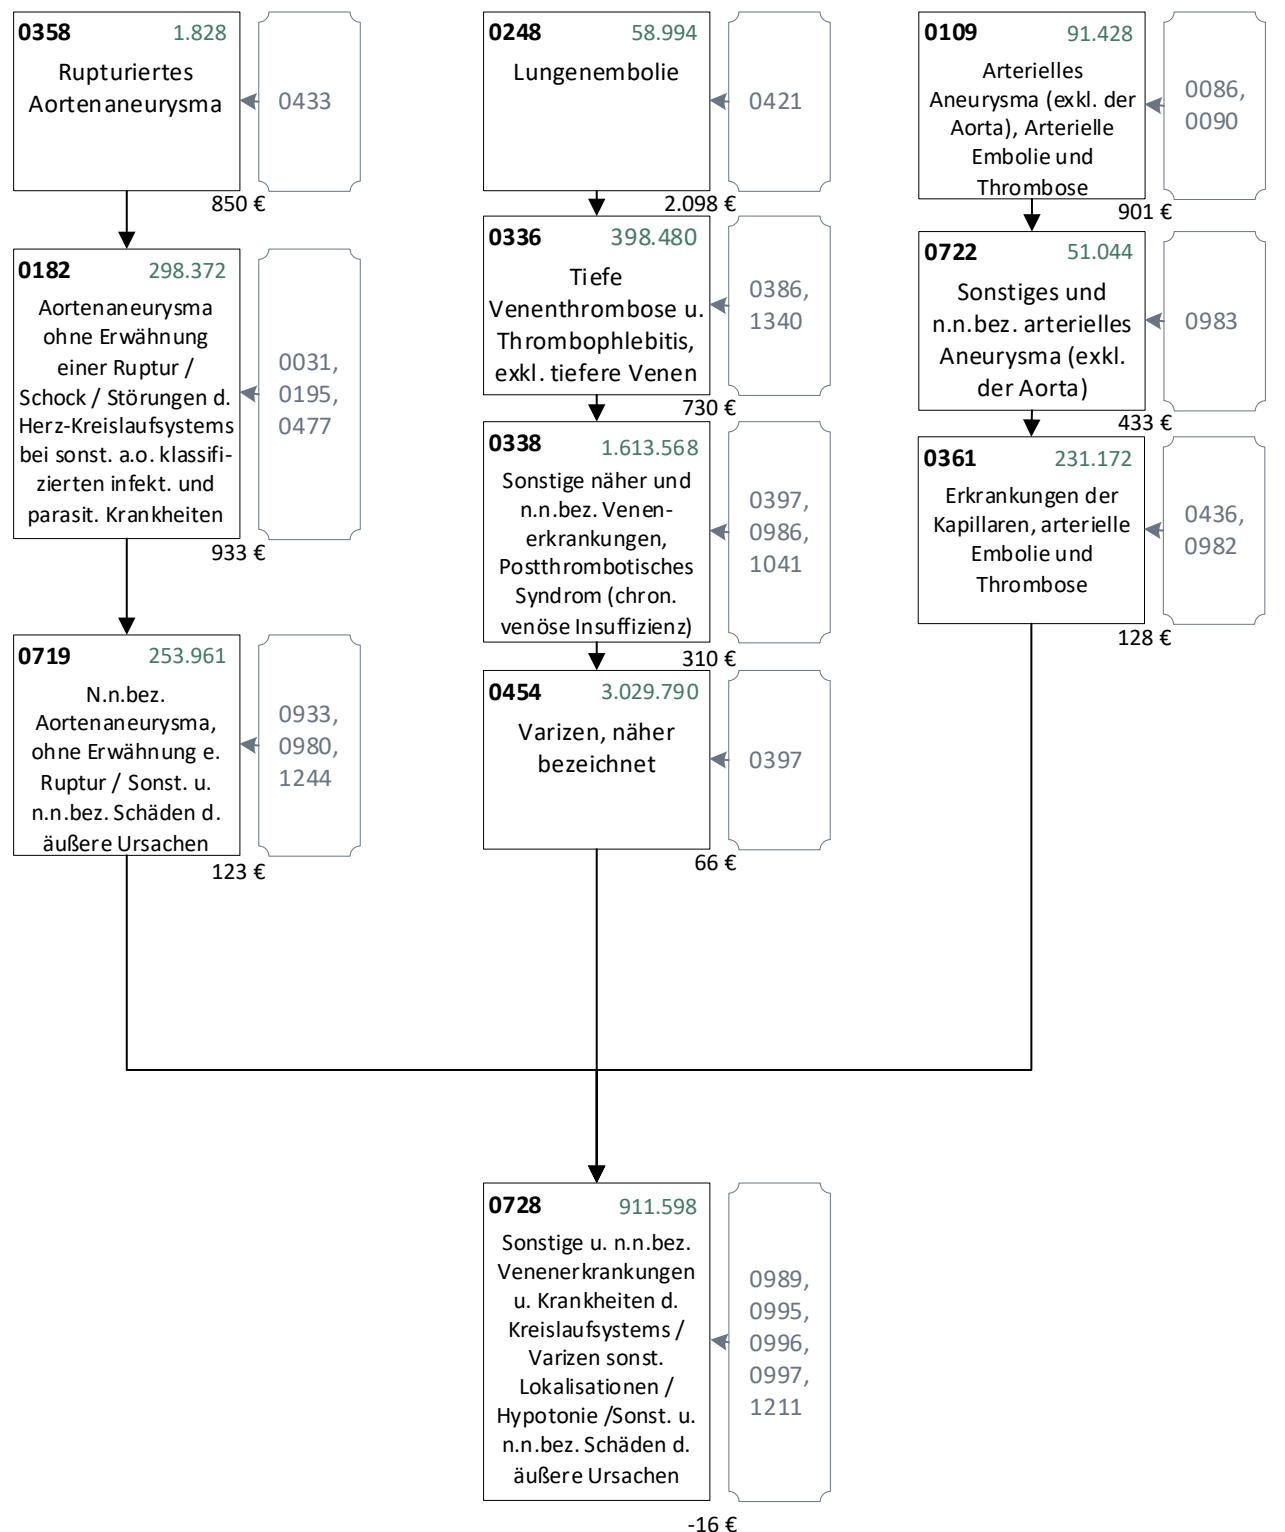 0358 1.828
Rupturiertes
Aortenaneurysma
0433
850 €
0182 298.372
Aortenaneurysma
ohne Erwähnung
einer Ruptur /
Schock / Störungen d.
Herz-Kreislaufsystems
bei sonst. a.o. klassifi-
zierten infekt. und
parasit. Krankheiten
0031,
0195,
0477
933 €
0719 253.961
N.n.bez.
Aortenaneurysma,
ohne Erwähnung e.
Ruptur / Sonst. u.
n.n.bez. Schäden d.
äußere Ursachen
0933,
0980,
1244
123 €
0248 58.994
Lungenembolie
0421
2.098 €
0336 398.480
Tiefe
Venenthrombose u.
Thrombophlebitis,
exkl. tiefere Venen
0386,
1340
730 €
0338 1.613.568
Sonstige näher und
n.n.bez. Venen-
erkrankungen,
Postthrombotisches
Syndrom (chron.
venöse Insuffizienz)
0397,
0986,
1041
310 €
0454 3.029.790
Varizen, näher
bezeichnet
0397
66 €
0109 91.428
Arterielles
Aneurysma (exkl. der
Aorta), Arterielle
Embolie und
Thrombose
0086,
0090
901 €
0722 51.044
Sonstiges und
n.n.bez. arterielles
Aneurysma (exkl.
der Aorta)
0983
433 €
0361 231.172
Erkrankungen der
Kapillaren, arterielle
Embolie und
Thrombose
0436,
0982
128 €
0728 911.598
Sonstige u. n.n.bez.
Venenerkrankungen
u. Krankheiten d.
Kreislaufsystems /
Varizen sonst.
Lokalisationen /
Hypotonie /Sonst. u.
n.n.bez. Schäden d.
äußere Ursachen
0989,
0995,
0996,
0997,
1211
-16 €